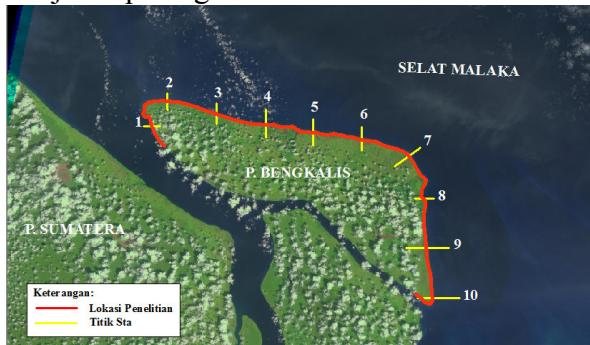 SELAT MALAKA
2
3
4
5
6
7
1
P. BENGKALIS
8
P. SUMATERA
9
Keterangan:
Lokasi Penelitian
Titik Sta
10